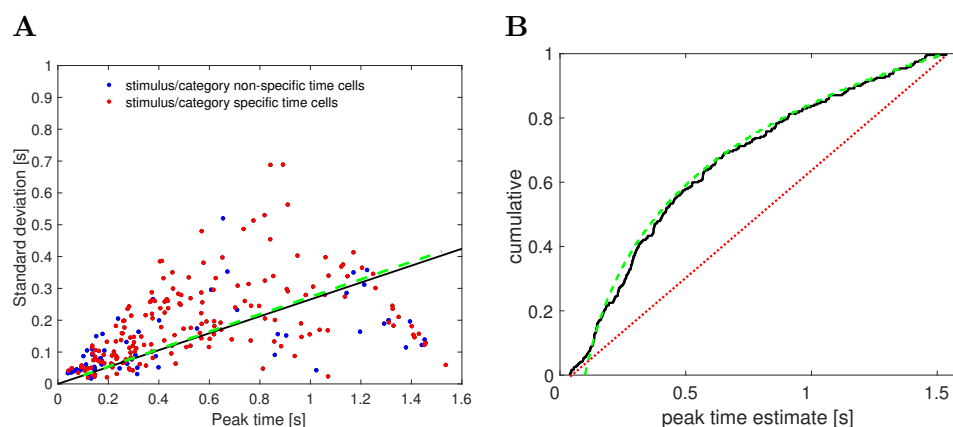 A
Standard deviation [s]
1
0.9
0.8
0.7
0.6
0.5
0.4
0.3
0.2
0.1
0
stimulus/category non-specific time cells
stimulus/category specific time cells
0 0.2 0.4 0.6 0.8 1 1.2 1.4 1.6
Peak time [s]
B
cumulative
1
0.8
0.6
0.4
0.2
0
0.5 1 1.5
peak time estimate [s]